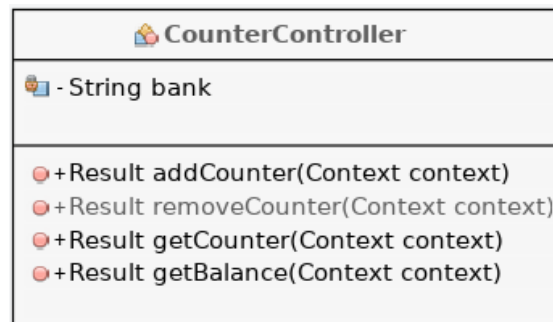 CounterController
- String bank
+Result addCounter(Context context)
+Result removeCounter(Context context)
+Result getCounter(Context context)
+Result getBalance(Context context)